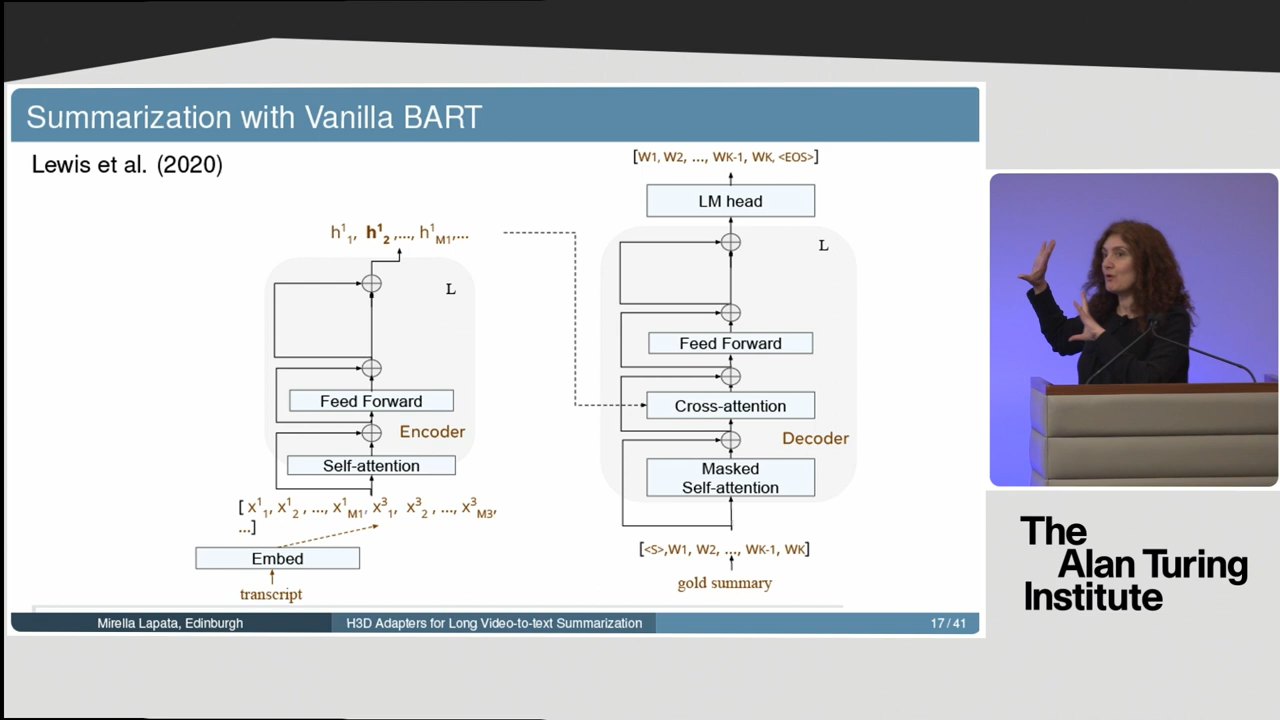 Summarization with Vanilla BART
Lewis et al. (2020)
[W1, W2, ..., WK-1, WK, <EOS>]
LM head
L
h¹₁, h¹₂ ,..., h¹M1,...
L
Feed Forward
Feed Forward
Cross-attention
Encoder
Decoder
Self-attention
Masked
Self-attention
[ x¹₁, x¹₂ , ..., x¹M1, x³₁, x³₂ , ..., x³M3,
...]
[<S>,W1, W2, ..., WK-1, WK]
Embed
gold summary
transcript
Mirella Lapata, Edinburgh
H3D Adapters for Long Video-to-text Summarization
17 / 41
The
Alan Turing
Institute